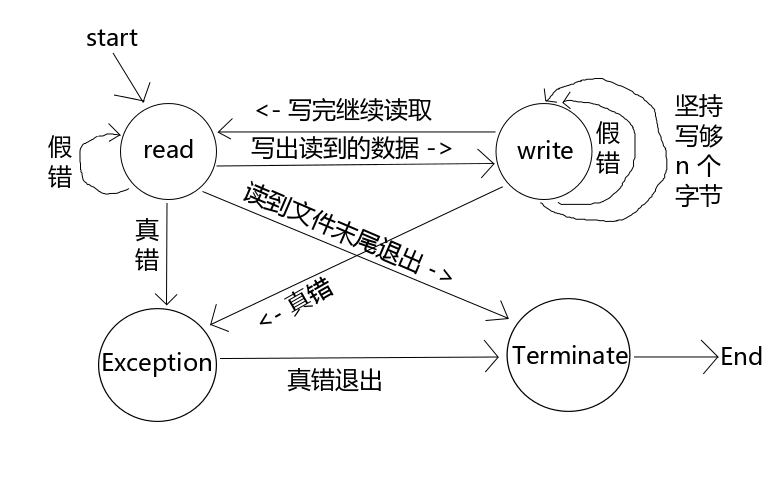 start
<- 写完继续读取
坚持
写够
n 个
字节
假
错
read
写出读到的数据 ->
write
假
错
真
错
读到文件末尾退出 ->
<- 真错
Exception
真错退出
Terminate
End